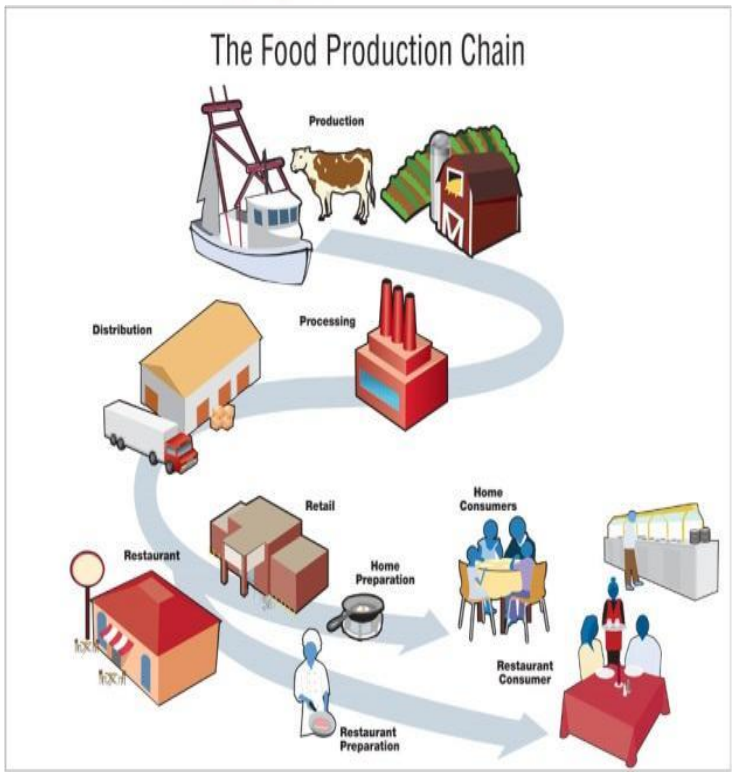 The Food Production Chain
Production
Processing
Distribution
Retail
Home
Consumers
Restaurant
Home
Preparation
Restaurant
Consumer
Restaurant
Preparation